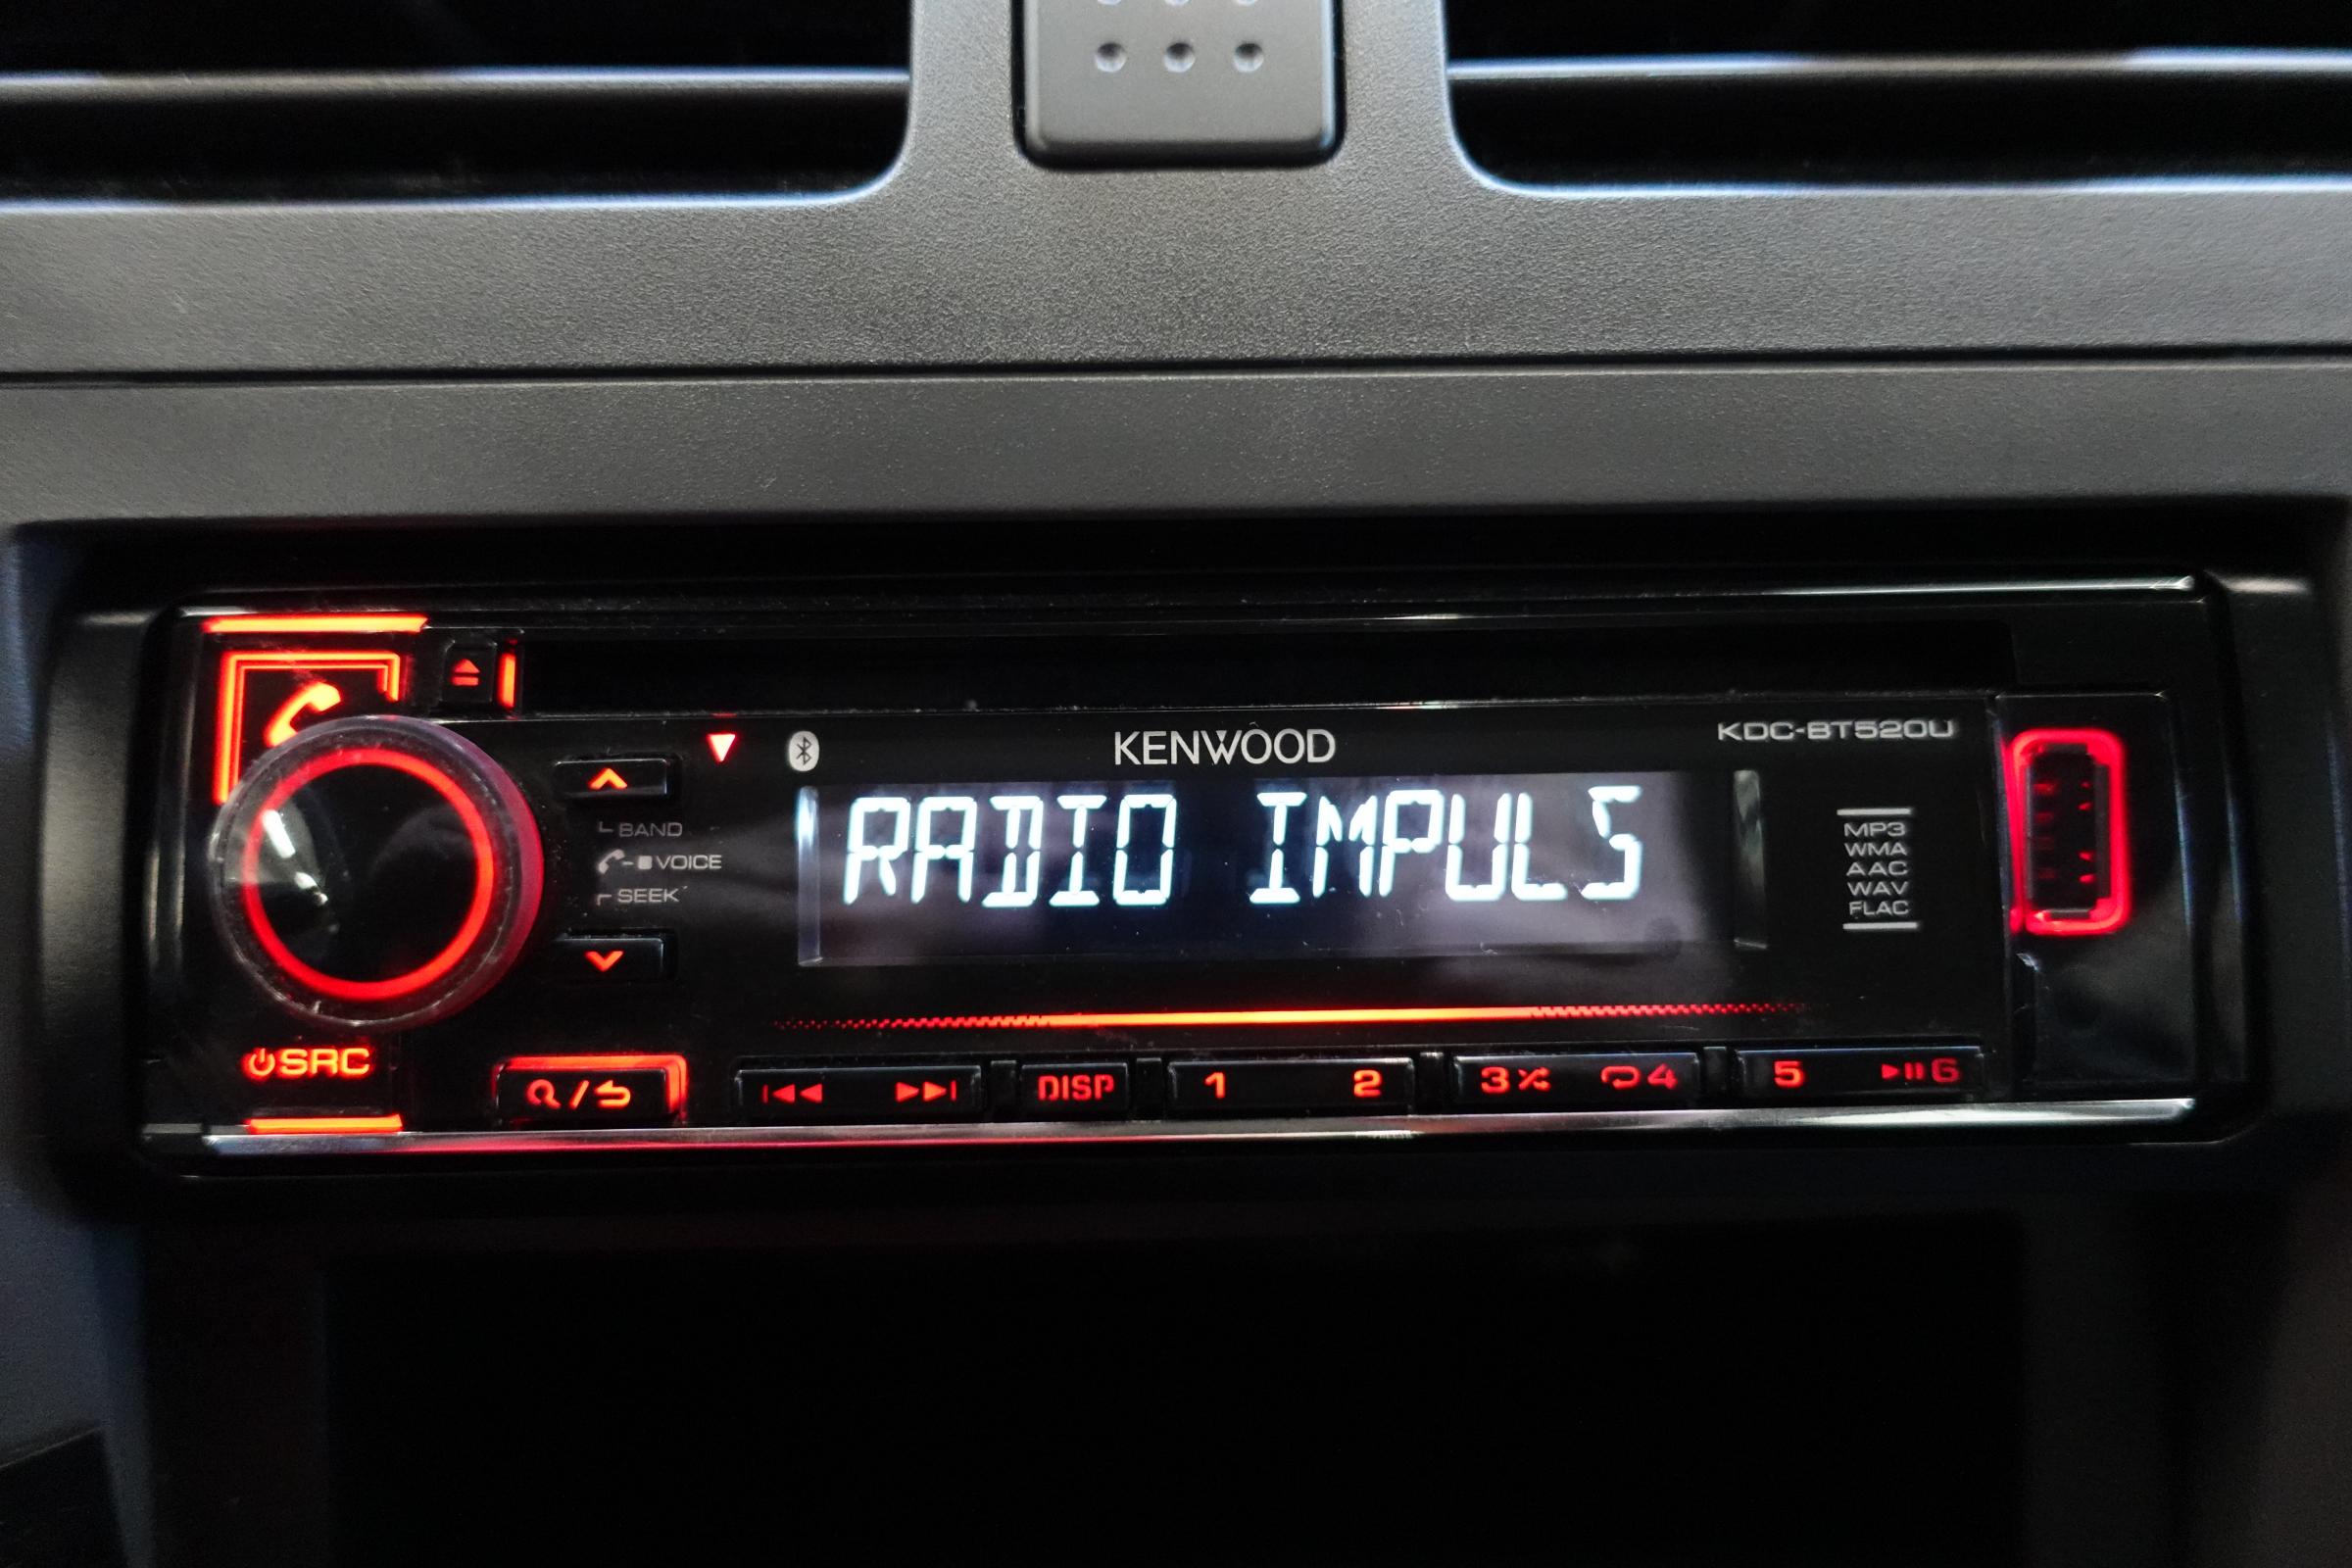 KENWOOD
KDC-BT520U
RADIO IMPULS
BAND
VOICE
SEEK
MP3
WMA
AAC
WAV
FLAC
SRC
DISP
1
2
3
4
5
6